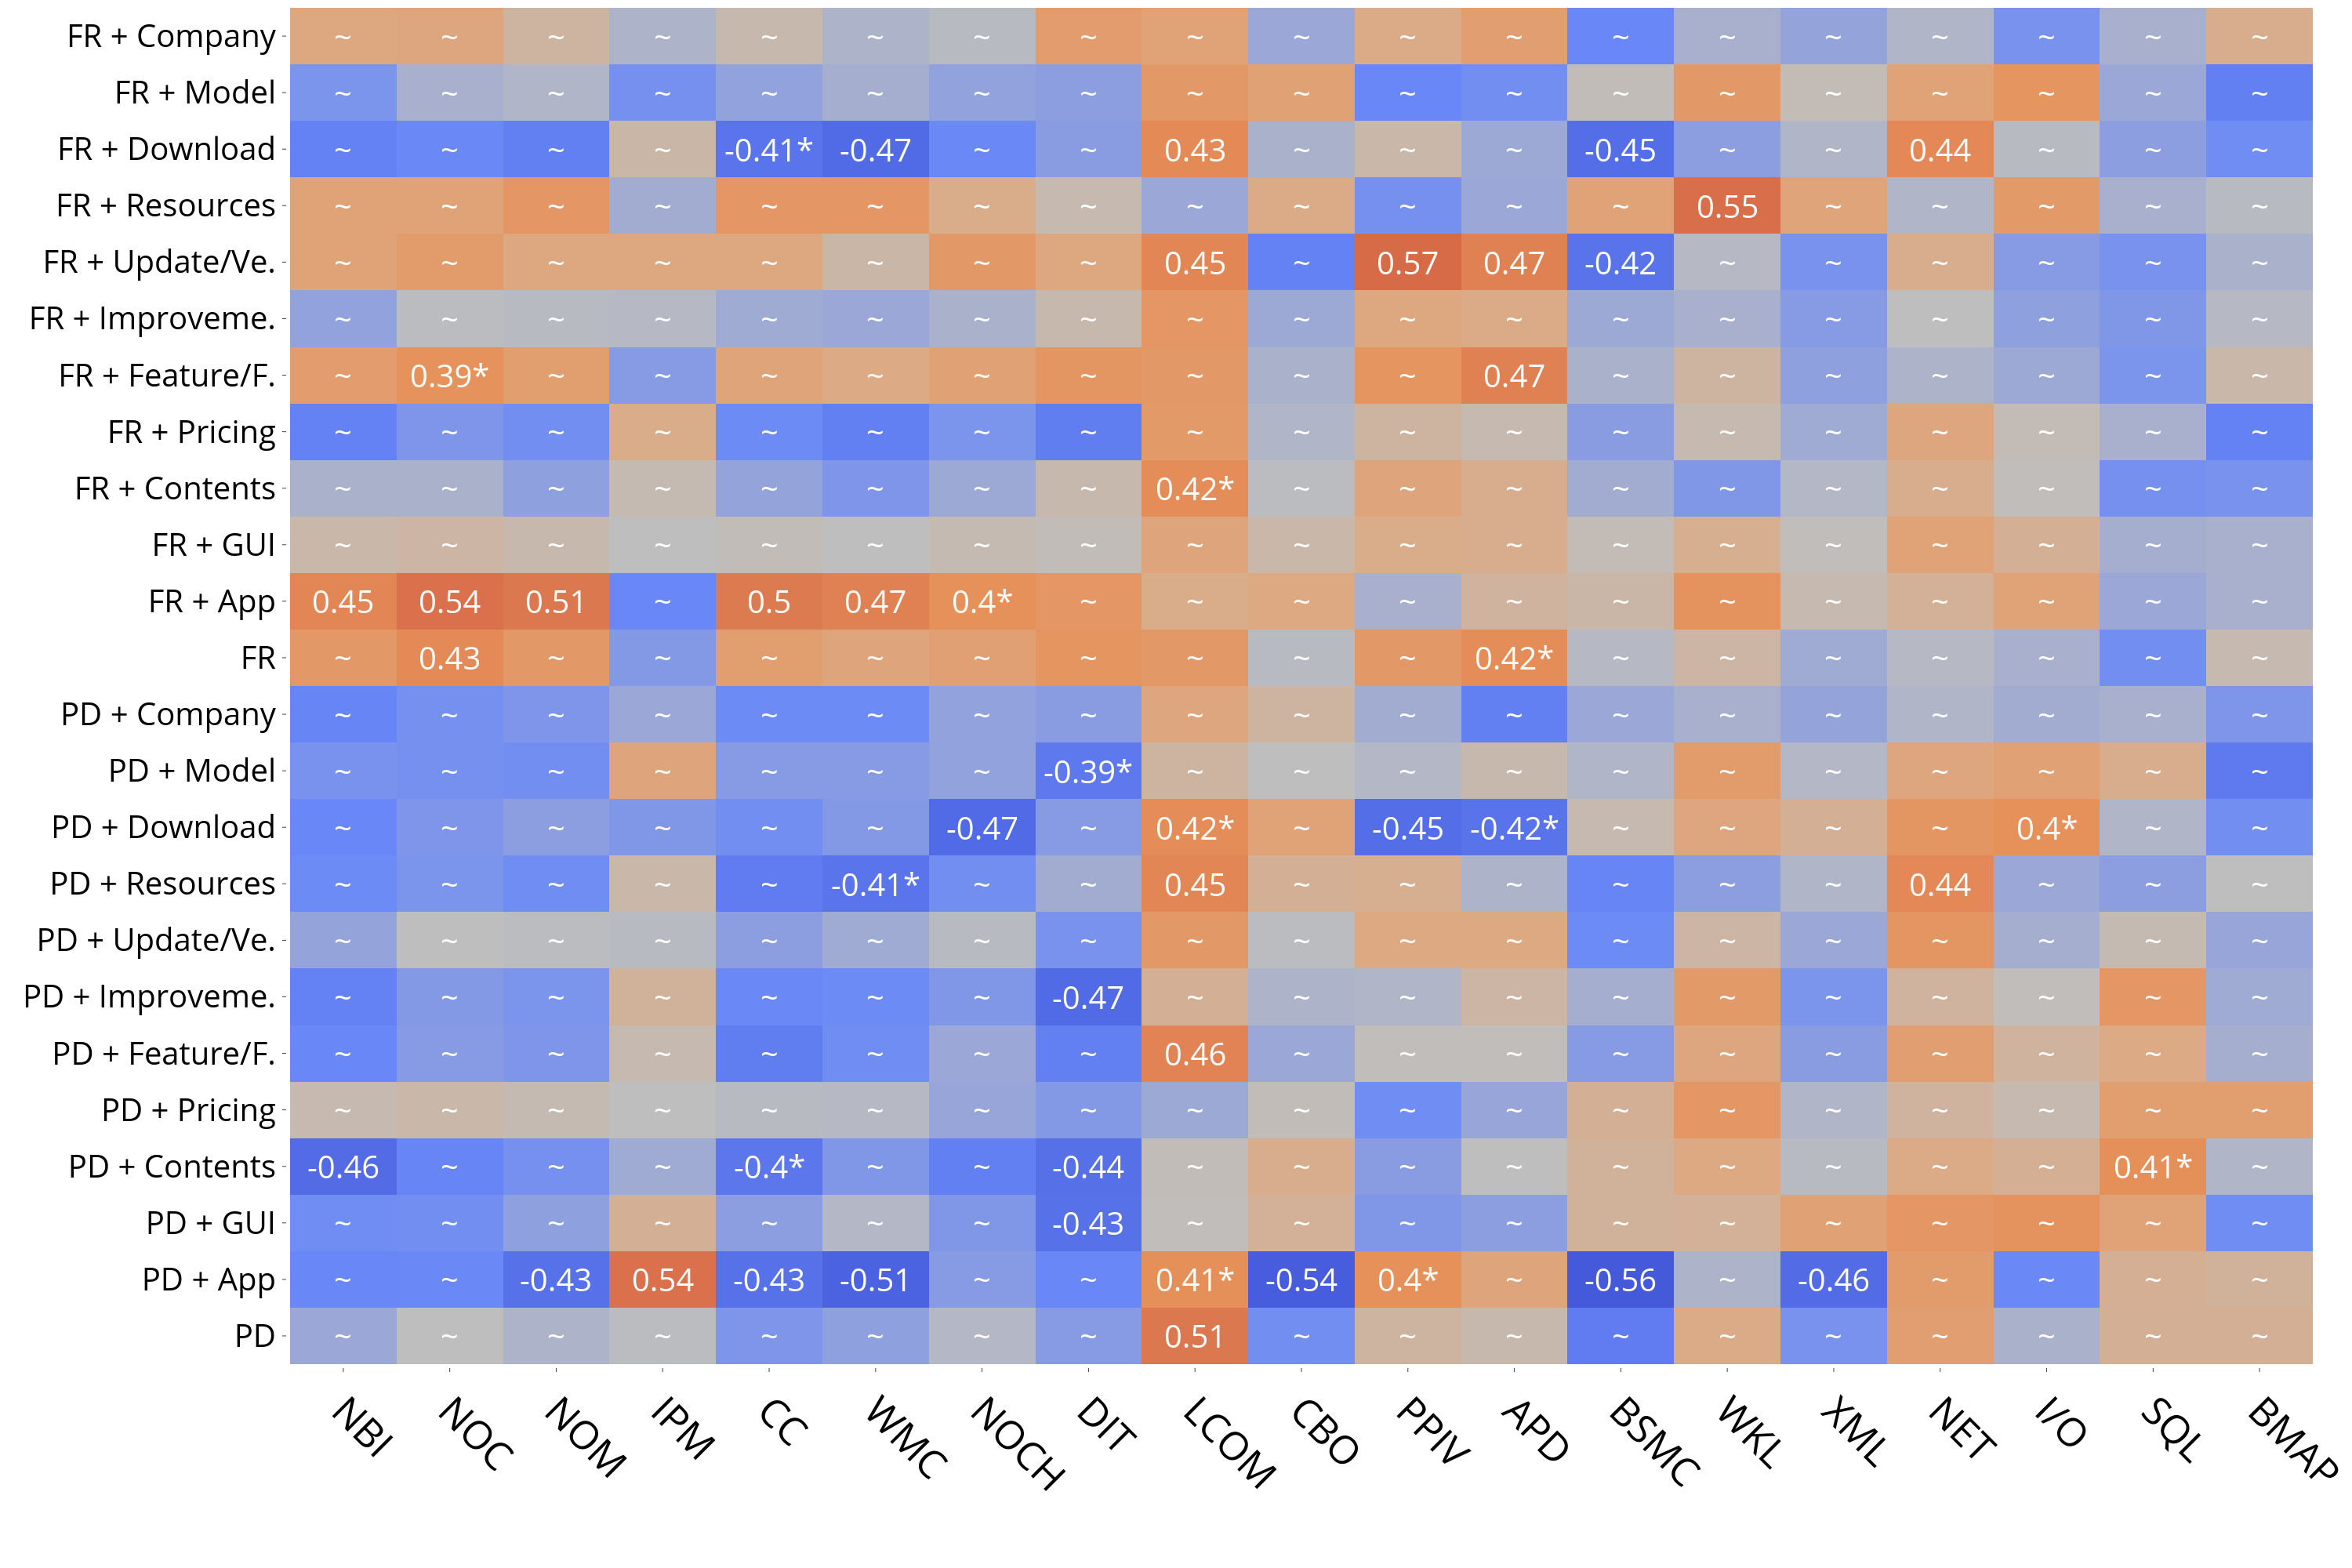 FR + Company ~ ~ ~ ~ ~ ~ ~ ~ ~ ~ ~ ~ ~ ~ ~ ~ ~ ~ ~
FR + Model ~ ~ ~ ~ ~ ~ ~ ~ ~ ~ ~ ~ ~ ~ ~ ~ ~ ~ ~
FR + Download ~ ~ ~ ~ -0.41* -0.47 ~ ~ 0.43 ~ ~ ~ -0.45 ~ ~ 0.44 ~ ~ ~
FR + Resources ~ ~ ~ ~ ~ ~ ~ ~ ~ ~ ~ ~ ~ 0.55 ~ ~ ~ ~ ~
FR + Update/Ve. ~ ~ ~ ~ ~ ~ ~ ~ 0.45 ~ 0.57 0.47 -0.42 ~ ~ ~ ~ ~ ~
FR + Improveme. ~ ~ ~ ~ ~ ~ ~ ~ ~ ~ ~ ~ ~ ~ ~ ~ ~ ~ ~
FR + Feature/F. ~ 0.39* ~ ~ ~ ~ ~ ~ ~ ~ ~ 0.47 ~ ~ ~ ~ ~ ~ ~
FR + Pricing ~ ~ ~ ~ ~ ~ ~ ~ ~ ~ ~ ~ ~ ~ ~ ~ ~ ~ ~
FR + Contents ~ ~ ~ ~ ~ ~ ~ ~ 0.42* ~ ~ ~ ~ ~ ~ ~ ~ ~ ~
FR + GUI ~ ~ ~ ~ ~ ~ ~ ~ ~ ~ ~ ~ ~ ~ ~ ~ ~ ~ ~
FR + App 0.45 0.54 0.51 ~ 0.5 0.47 0.4* ~ ~ ~ ~ ~ ~ ~ ~ ~ ~ ~ ~
FR ~ 0.43 ~ ~ ~ ~ ~ ~ ~ ~ ~ 0.42* ~ ~ ~ ~ ~ ~ ~
PD + Company ~ ~ ~ ~ ~ ~ ~ ~ ~ ~ ~ ~ ~ ~ ~ ~ ~ ~ ~
PD + Model ~ ~ ~ ~ ~ ~ ~ -0.39* ~ ~ ~ ~ ~ ~ ~ ~ ~ ~ ~
PD + Download ~ ~ ~ ~ ~ ~ -0.47 ~ 0.42* ~ -0.45 -0.42* ~ ~ ~ ~ 0.4* ~ ~
PD + Resources ~ ~ ~ ~ ~ -0.41* ~ ~ 0.45 ~ ~ ~ ~ ~ ~ 0.44 ~ ~ ~
PD + Update/Ve. ~ ~ ~ ~ ~ ~ ~ ~ ~ ~ ~ ~ ~ ~ ~ ~ ~ ~ ~
PD + Improveme. ~ ~ ~ ~ ~ ~ ~ -0.47 ~ ~ ~ ~ ~ ~ ~ ~ ~ ~ ~
PD + Feature/F. ~ ~ ~ ~ ~ ~ ~ ~ 0.46 ~ ~ ~ ~ ~ ~ ~ ~ ~ ~
PD + Pricing ~ ~ ~ ~ ~ ~ ~ ~ ~ ~ ~ ~ ~ ~ ~ ~ ~ ~ ~
PD + Contents -0.46 ~ ~ ~ -0.4* ~ ~ -0.44 ~ ~ ~ ~ ~ ~ ~ ~ ~ 0.41* ~
PD + GUI ~ ~ ~ ~ ~ ~ ~ -0.43 ~ ~ ~ ~ ~ ~ ~ ~ ~ ~ ~
PD + App ~ ~ -0.43 0.54 -0.43 -0.51 ~ ~ 0.41* -0.54 0.4* ~ -0.56 ~ -0.46 ~ ~ ~ ~
PD ~ ~ ~ ~ ~ ~ ~ ~ 0.51 ~ ~ ~ ~ ~ ~ ~ ~ ~ ~
NBI NOC NOM IPM CC WMC NOCH DIT LCOM CBO PPIV APD BSMC WKL XML NET I/O SQL BMAP